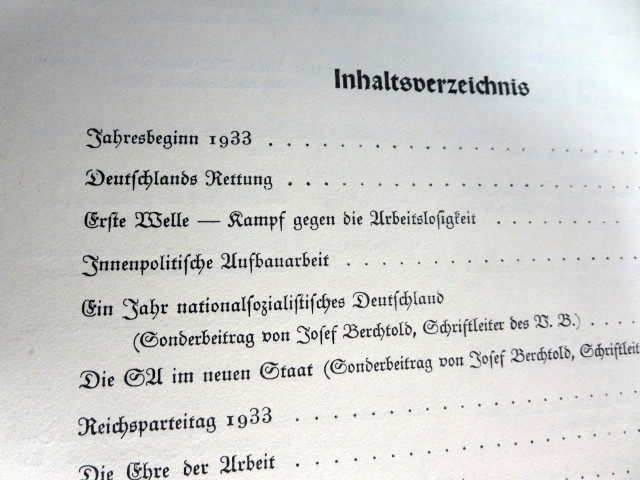 Inhaltsverzeichnis
Jahresbeginn 1933 . . . . . . . . . . . . . . . . . . . .
Deutschlands Rettung . . . . . . . . . . . . . . . . . . .
Erste Welle — Kampf gegen die Arbeitslosigkeit . . . . . . . .
Innenpolitische Aufbauarbeit . . . . . . . . . . . . . . . .
Ein Jahr nationalsozialistisches Deutschland
(Sonderbeitrag von Josef Berchtold, Schriftleiter des V. B.) . . . .
Die SA im neuen Staat (Sonderbeitrag von Josef Berchtold, Schriftleit
Reichsparteitag 1933 . . . . . . . . . . . . . . . . . . .
Die Ehre der Arbeit . . . . . . . . . . . . . . . . . . .